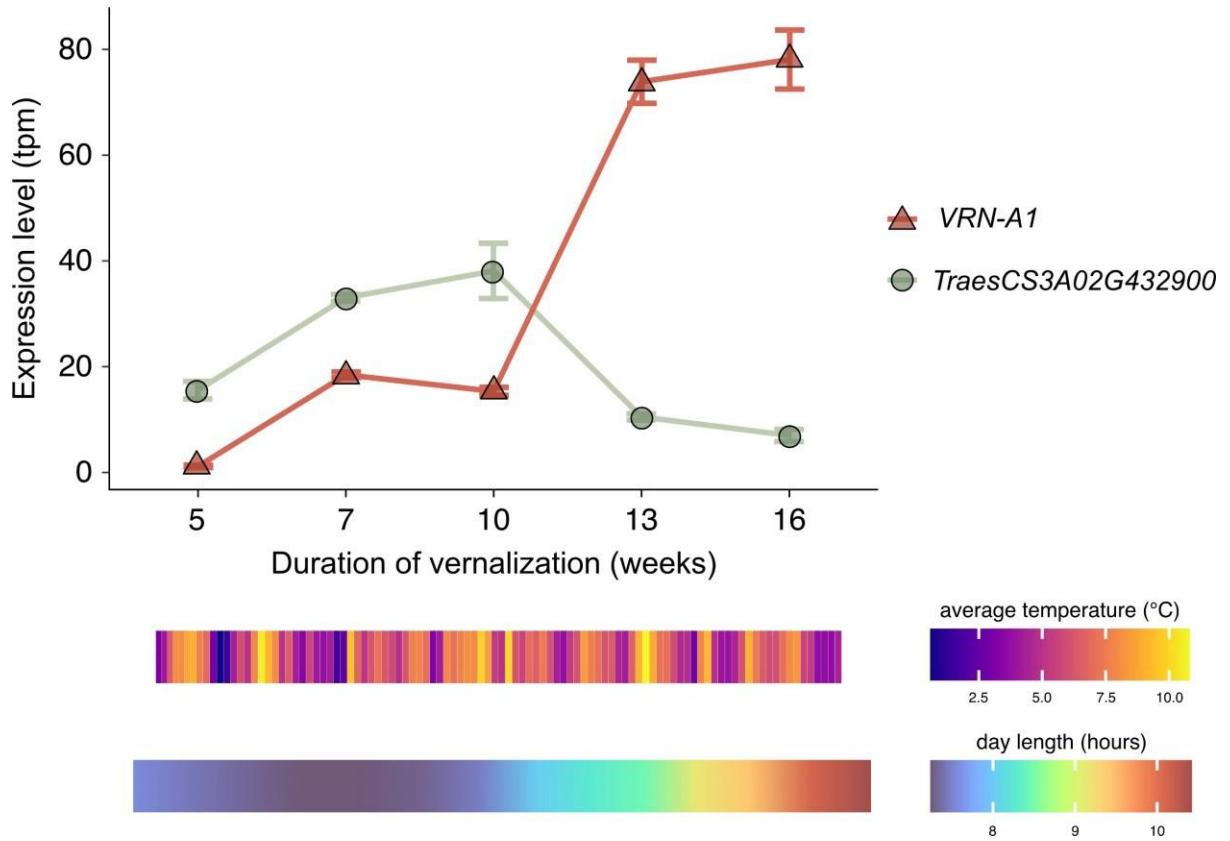 80
60
40
20
0
Expression level (tpm)
5 7 10 13 16
Duration of vernalization (weeks)
VRN-A1
TraesCS3A02G432900
average temperature (°C)
2.5 5.0 7.5 10.0
day length (hours)
8 9 10